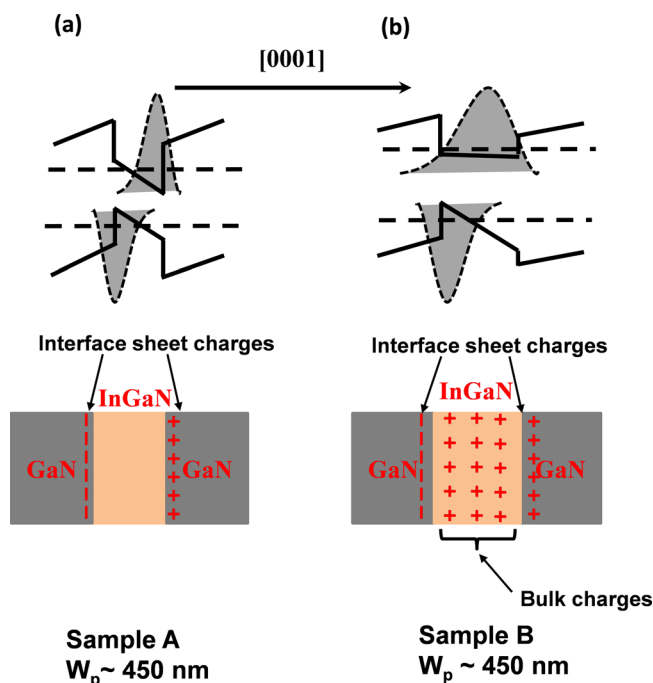 (a)
(b)
[0001]
Interface sheet charges
Interface sheet charges
InGaN
InGaN
GaN
GaN
GaN
GaN
Bulk charges
Sample A
Wp ~ 450 nm
Sample B
Wp ~ 450 nm